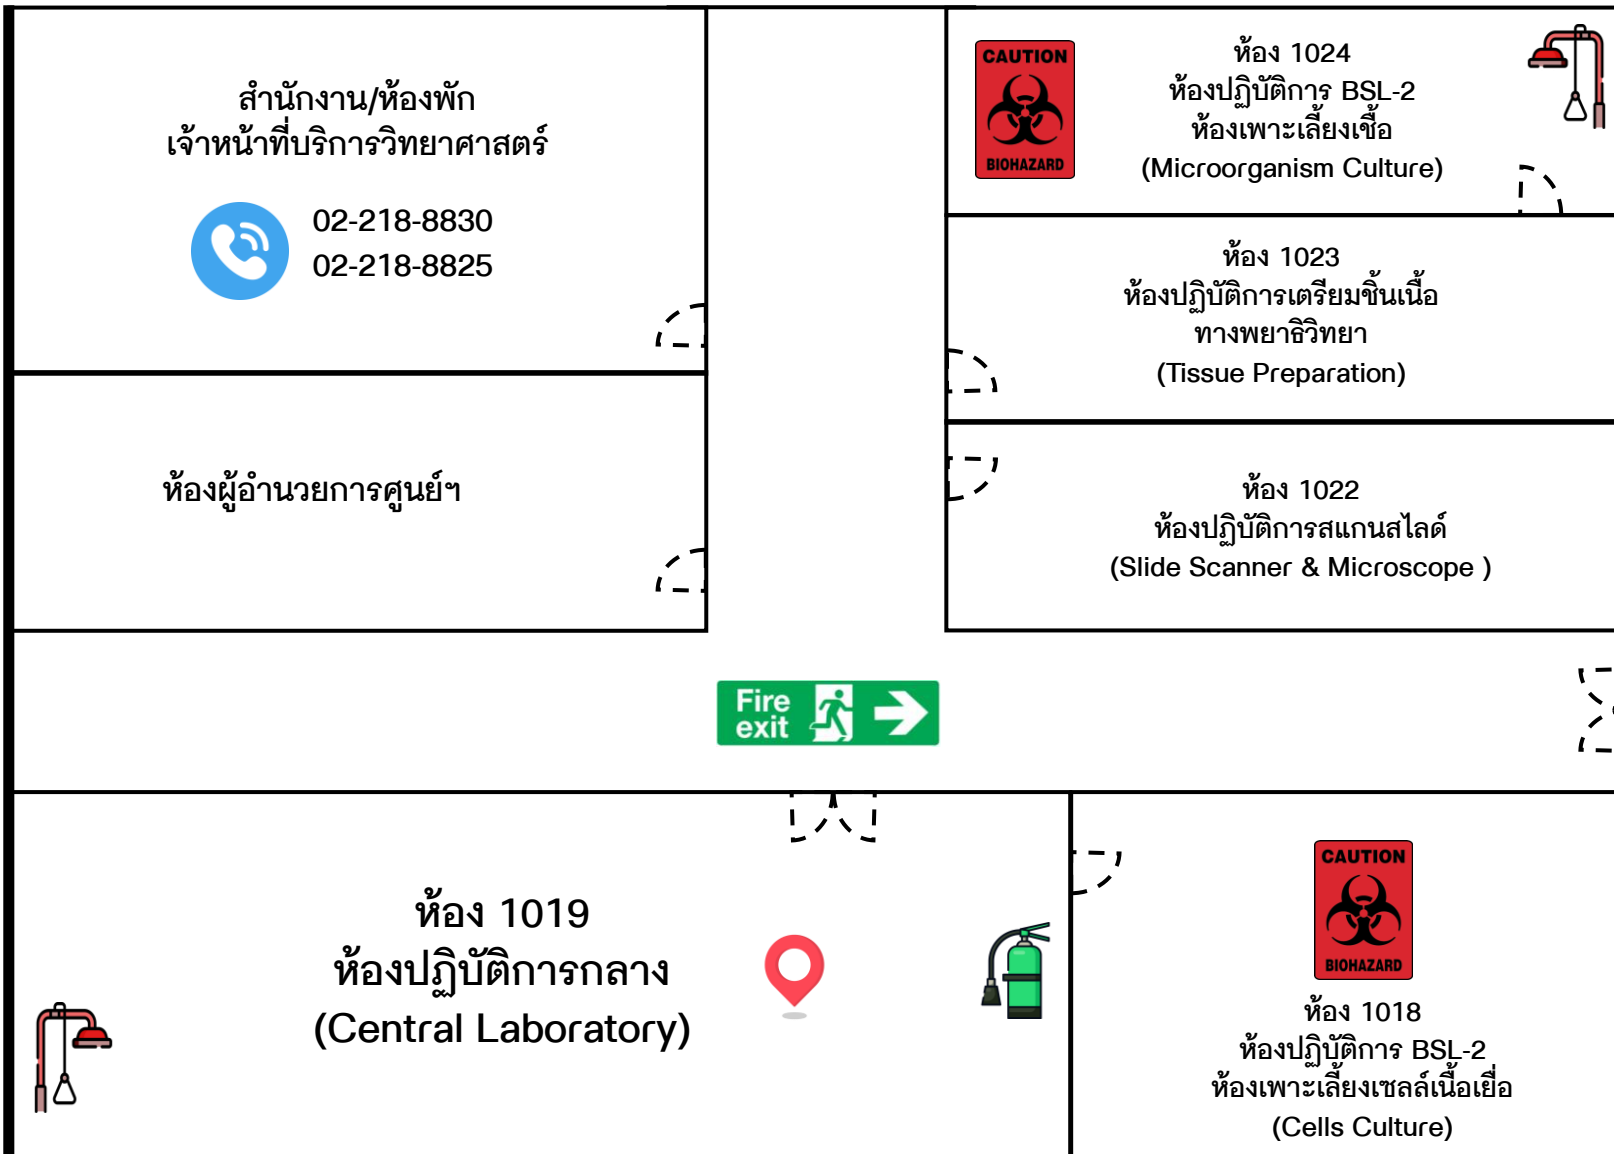 สำนักงาน/ห้องพัก
เจ้าหน้าที่บริการวิทยาศาสตร์
02-218-8830
02-218-8825
ห้องผู้อำนวยการศูนย์ฯ
CAUTION
BIOHAZARD
ห้อง 1024
ห้องปฏิบัติการ BSL-2
ห้องเพาะเลี้ยงเชื้อ
(Microorganism Culture)
ห้อง 1023
ห้องปฏิบัติการเตรียมชิ้นเนื้อ
ทางพยาธิวิทยา
(Tissue Preparation)
ห้อง 1022
ห้องปฏิบัติการสแกนสไลด์
(Slide Scanner & Microscope )
Fire
exit
ห้อง 1019
ห้องปฏิบัติการกลาง
(Central Laboratory)
CAUTION
BIOHAZARD
ห้อง 1018
ห้องปฏิบัติการ BSL-2
ห้องเพาะเลี้ยงเซลล์เนื้อเยื่อ
(Cells Culture)